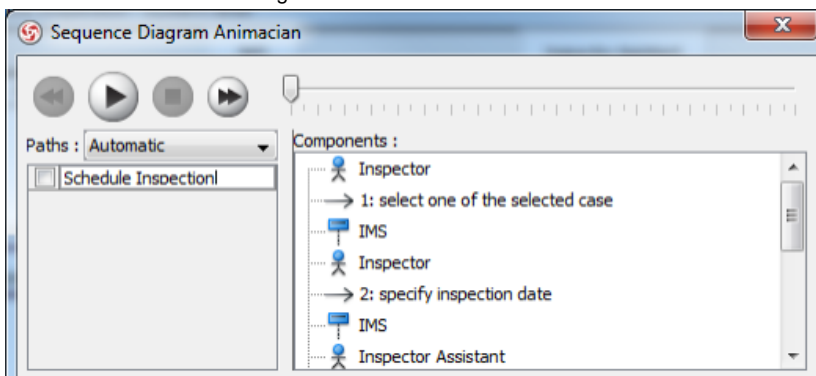 Sequence Diagram Animacian
Paths : Automatic
Schedule Inspectionl
Components :
Inspector
1: select one of the selected case
IMS
Inspector
2: specify inspection date
IMS
Inspector Assistant